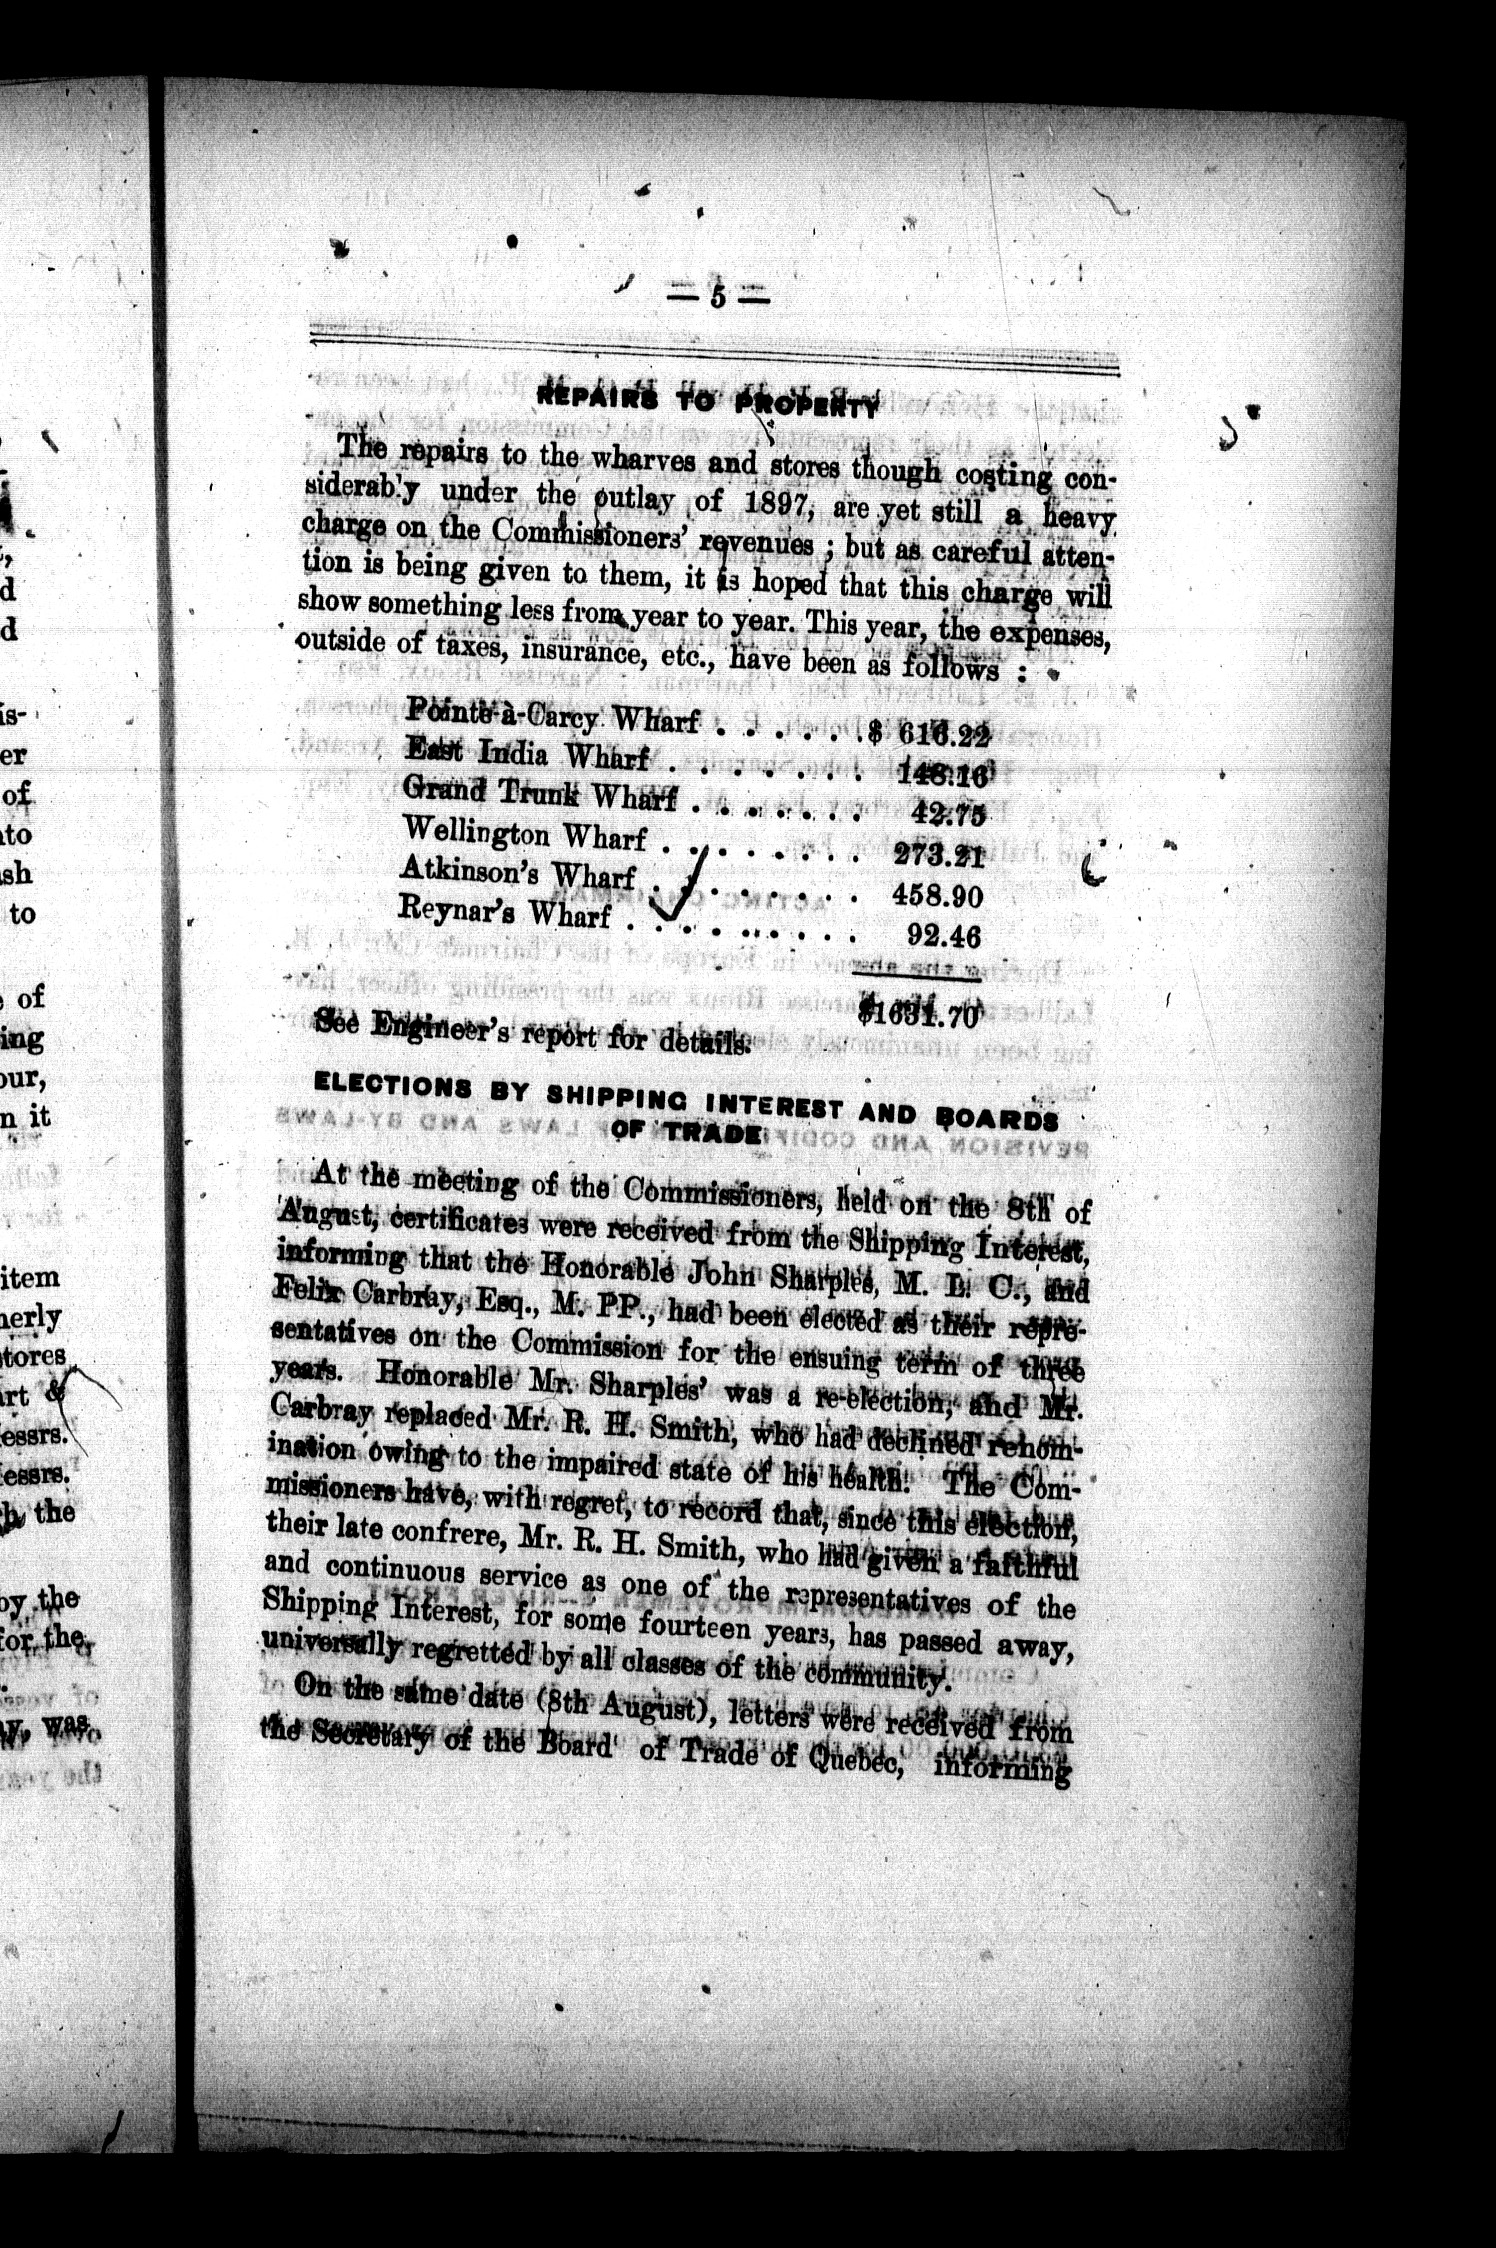 — 5 —
REPAIRS TO PROPERTY
The repairs to the wharves and stores though costing con-
siderably under the outlay of 1897, are yet still a heavy
charge on the Commissioners' revenues ; but as careful atten-
tion is being given to them, it is hoped that this charge will
show something less from year to year. This year, the expenses,
outside of taxes, insurance, etc., have been as follows :
Pointe-à-Carcy Wharf . . . . . . $ 616.22
East India Wharf . . . . . . . 148.16
Grand Trunk Wharf . . . . . . . 42.75
Wellington Wharf . . . . . . . . 273.21
Atkinson's Wharf . . . . . . . . 458.90
Reynar's Wharf . . . . . . . . . 92.46
$1631.70
See Engineer's report for details.
ELECTIONS BY SHIPPING INTEREST AND BOARDS
OF TRADE
At the meeting of the Commissioners, held on the 8th of
August, certificates were received from the Shipping Interest,
informing that the Honorable John Sharples, M. L. C., and
Felix Carbray, Esq., M. PP., had been elected as their repre-
sentatives on the Commission for the ensuing term of three
years. Honorable Mr. Sharples' was a re-election, and Mr.
Carbray replaced Mr. R. H. Smith, who had declined renom-
ination owing to the impaired state of his health. The Com-
missioners have, with regret, to record that, since this election,
their late confrere, Mr. R. H. Smith, who had given a faithful
and continuous service as one of the representatives of the
Shipping Interest, for some fourteen years, has passed away,
universally regretted by all classes of the community.
On the same date (8th August), letters were received from
the Secretary of the Board of Trade of Quebec, informing